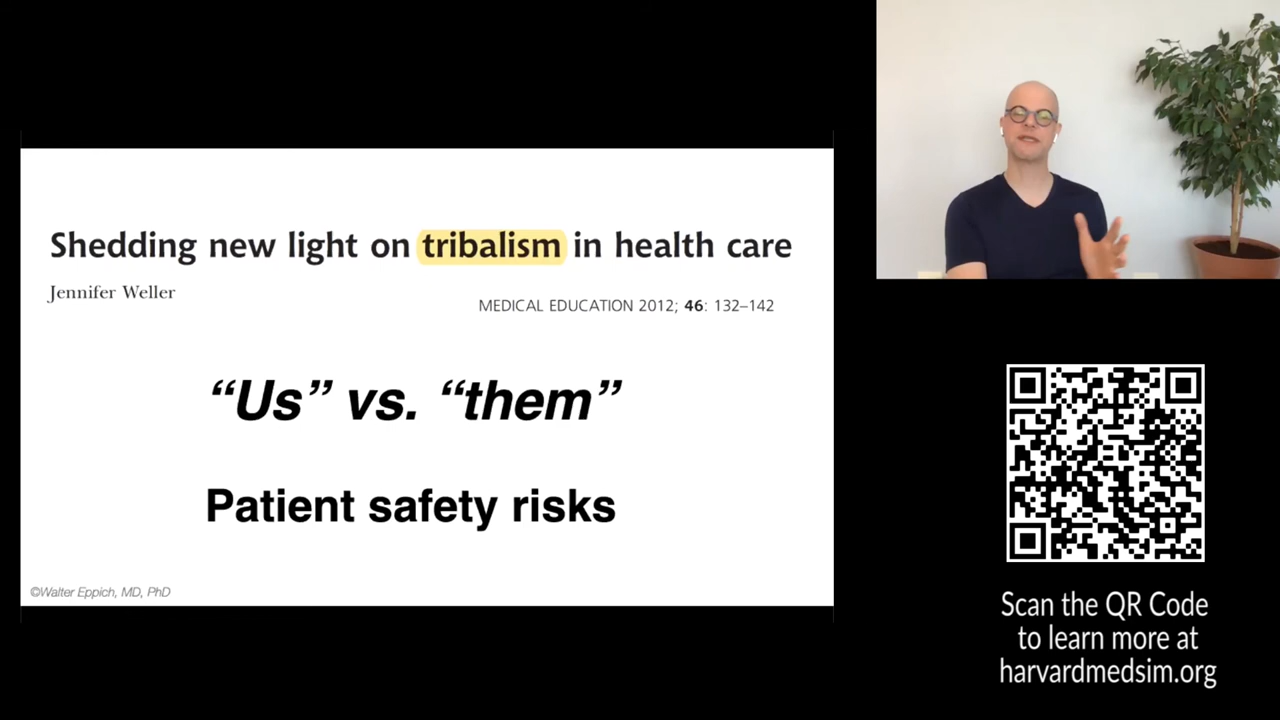 Shedding new light on tribalism in health care
Jennifer Weller
MEDICAL EDUCATION 2012; 46: 132–142
“Us” vs. “them”
Patient safety risks
©Walter Eppich, MD, PhD
Scan the QR Code
to learn more at
harvardmedsim.org